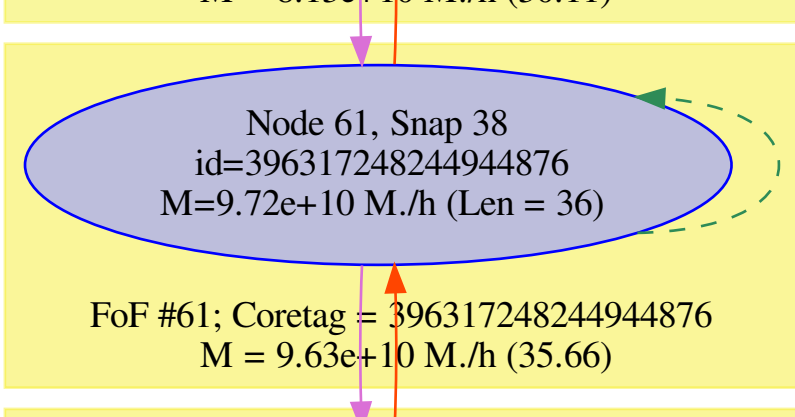 Node 61, Snap 38
id=396317248244944876
M=9.72e+10 M./h (Len = 36)
FoF #61; Coretag = 396317248244944876
M = 9.63e+10 M./h (35.66)